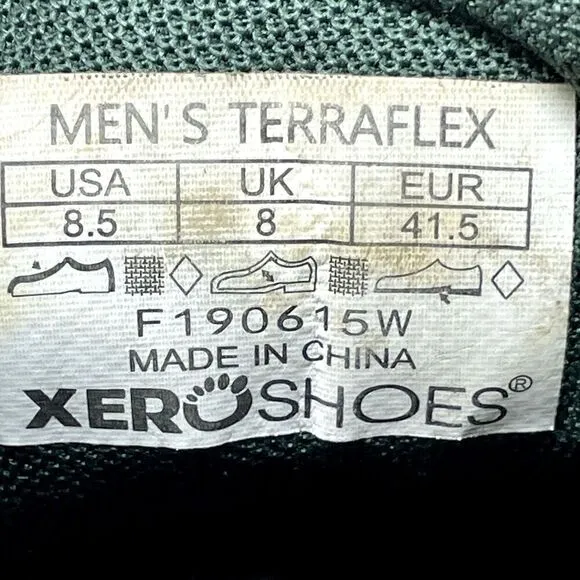 MEN'S TERRAFLEX
USA UK EUR
8.5 8 41.5
F190615W
MADE IN CHINA
XEROSHOES®